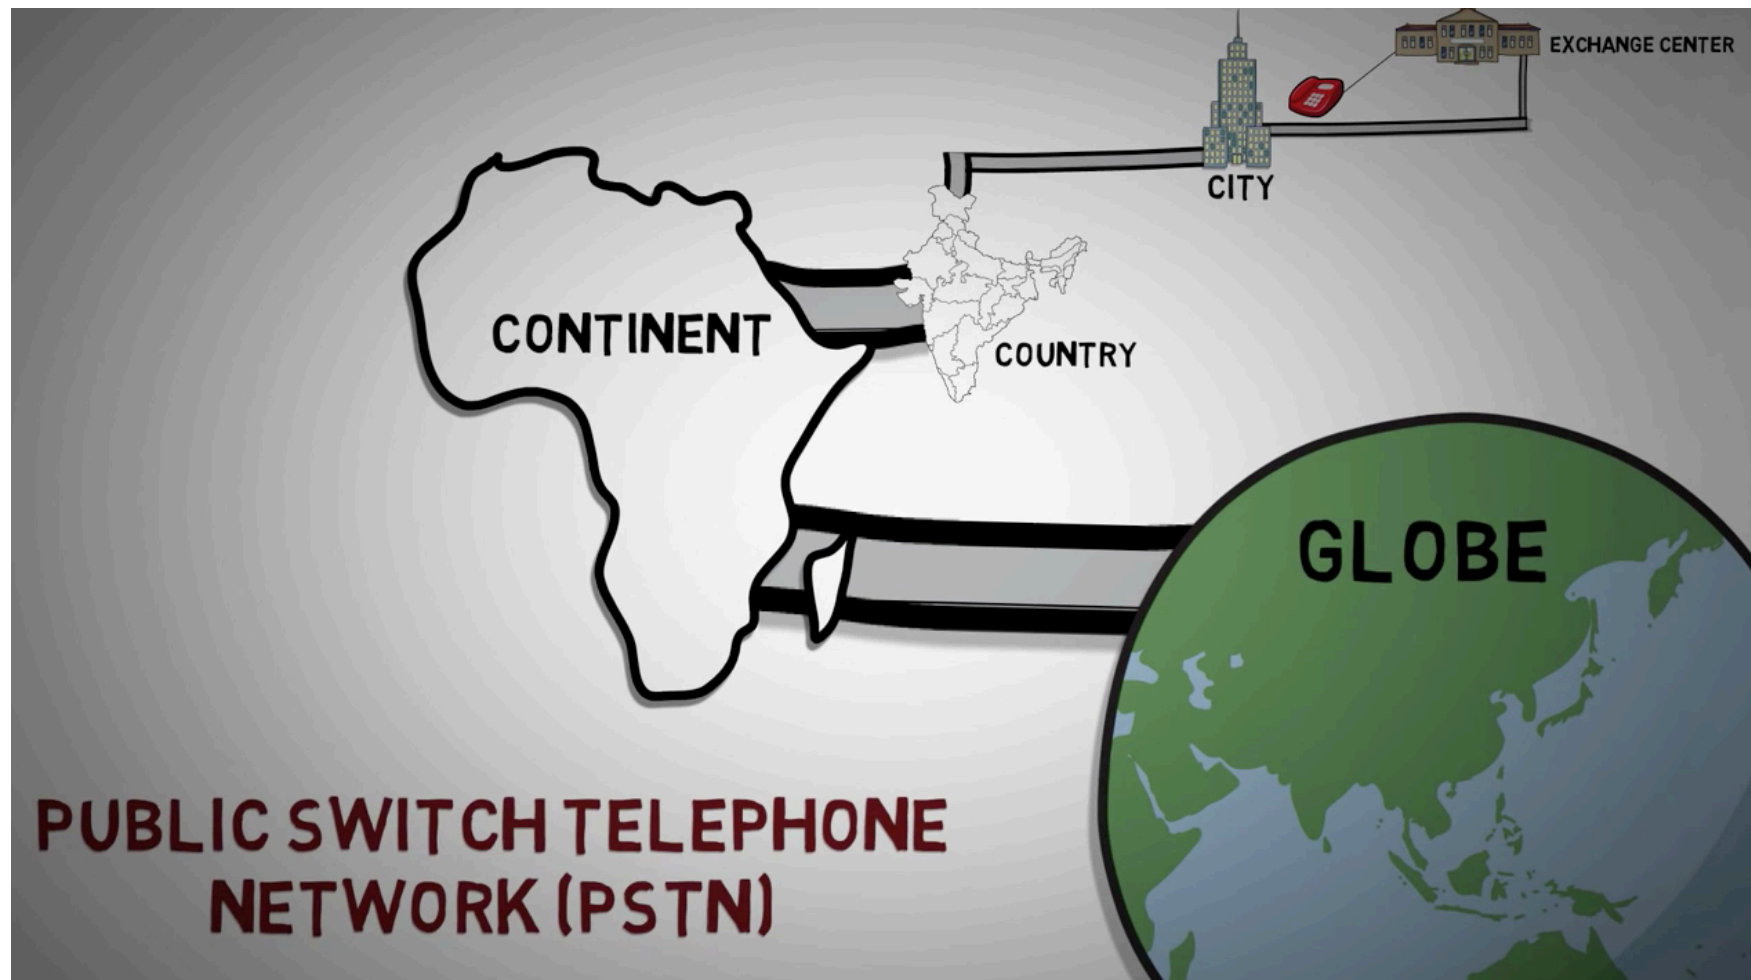 EXCHANGE CENTER
CITY
CONTINENT
COUNTRY
GLOBE
PUBLIC SWITCH TELEPHONE
NETWORK (PSTN)